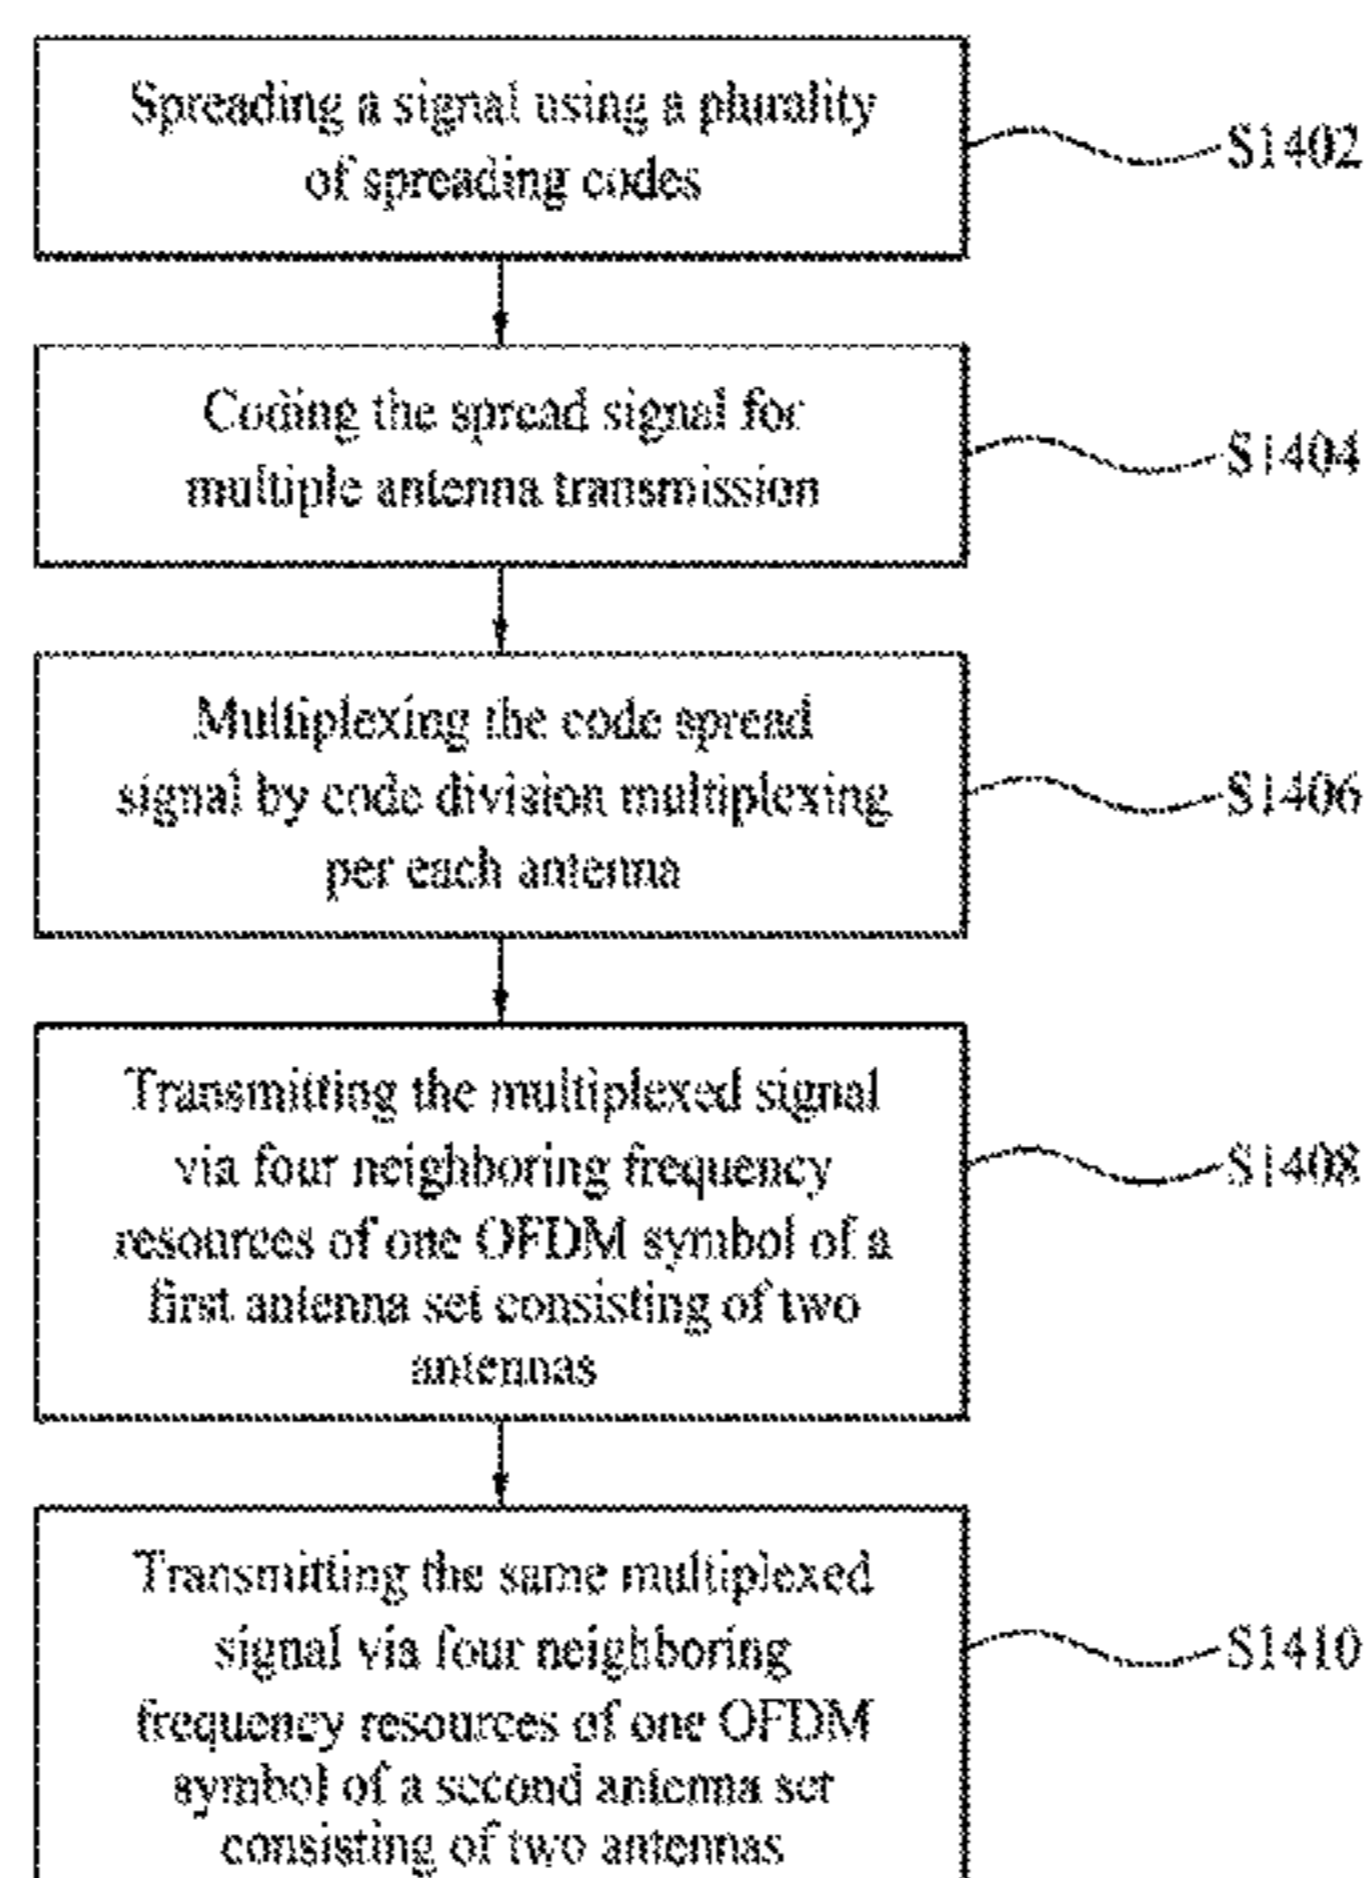 Spreading a signal using a plurality
of spreading codes
S1402
Coding the spread signal for
multiple antenna transmission
S1404
Multiplexing the code spread
signal by code division multiplexing
per each antenna
S1406
Transmitting the multiplexed signal
via four neighboring frequency
resources of one OFDM symbol of a
first antenna set consisting of two
antennas
S1408
Transmitting the same multiplexed
signal via four neighboring
frequency resources of one OFDM
symbol of a second antenna set
consisting of two antennas
S1410